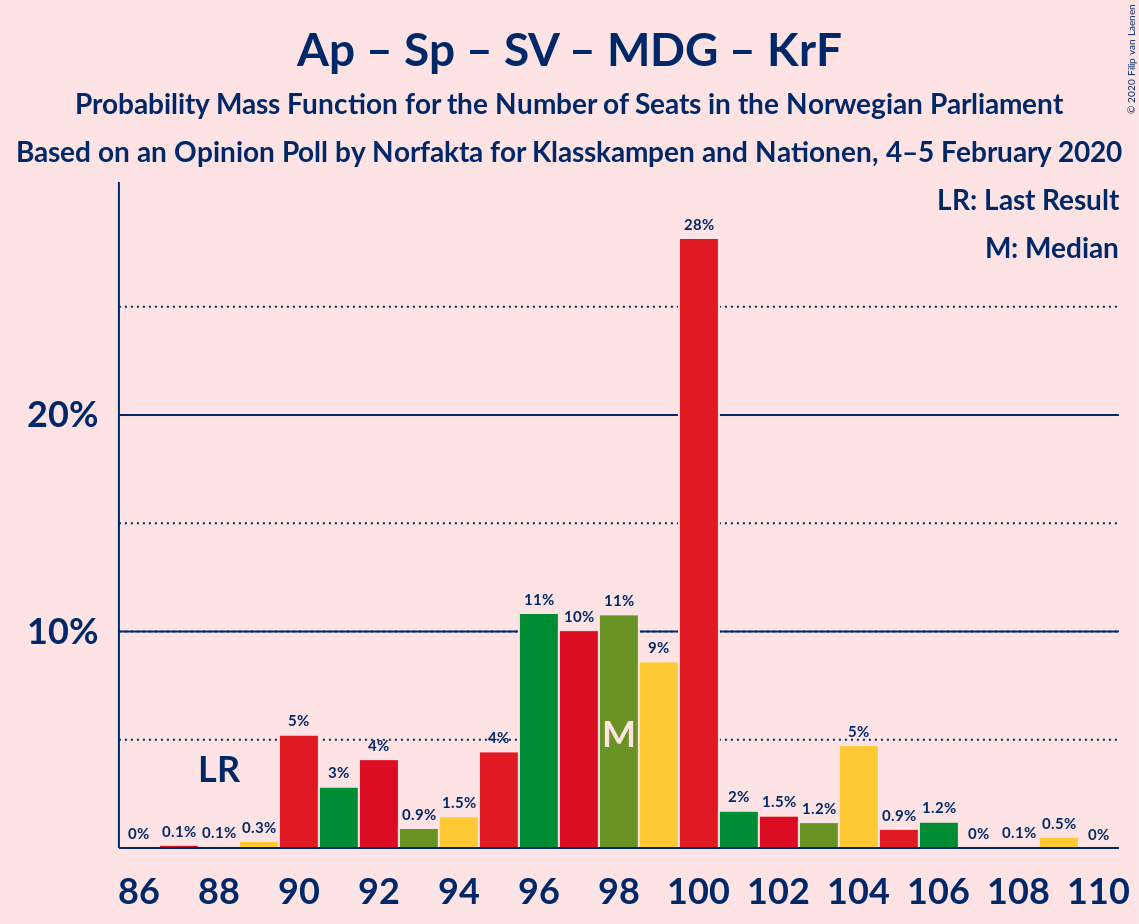 Ap – Sp – SV – MDG – KrF
Probability Mass Function for the Number of Seats in the Norwegian Parliament
Based on an Opinion Poll by Norfakta for Klasskampen and Nationen, 4–5 February 2020
© 2020 Filip van Laenen
LR: Last Result
M: Median
28%
20%
11% 10% 11%
10%
9%
M
5% 4% 4% 5%
LR
3%
2%
0% 0.1% 0.1% 0.3% 0.9% 1.5% 1.5% 1.2% 0.9% 1.2% 0% 0.1% 0.5% 0%
86 88 90 92 94 96 98 100 102 104 106 108 110